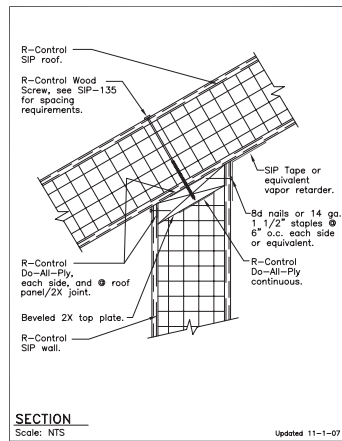 R-Control
SIP roof.
R-Control Wood
Screw, see SIP-135
for spacing
requirements.
SIP Tape or
equivalent
vapor retarder.
8d nails or 14 ga.
1 1/2" staples @
6" o.c. each side
or equivalent.
R-Control
Do-All-Ply
continuous.
R-Control
Do-All-Ply,
each side, and @ roof
panel/2X joint.
Beveled 2X top plate.
R-Control
SIP wall.
SECTION
Scale: NTS
Updated 11-1-07